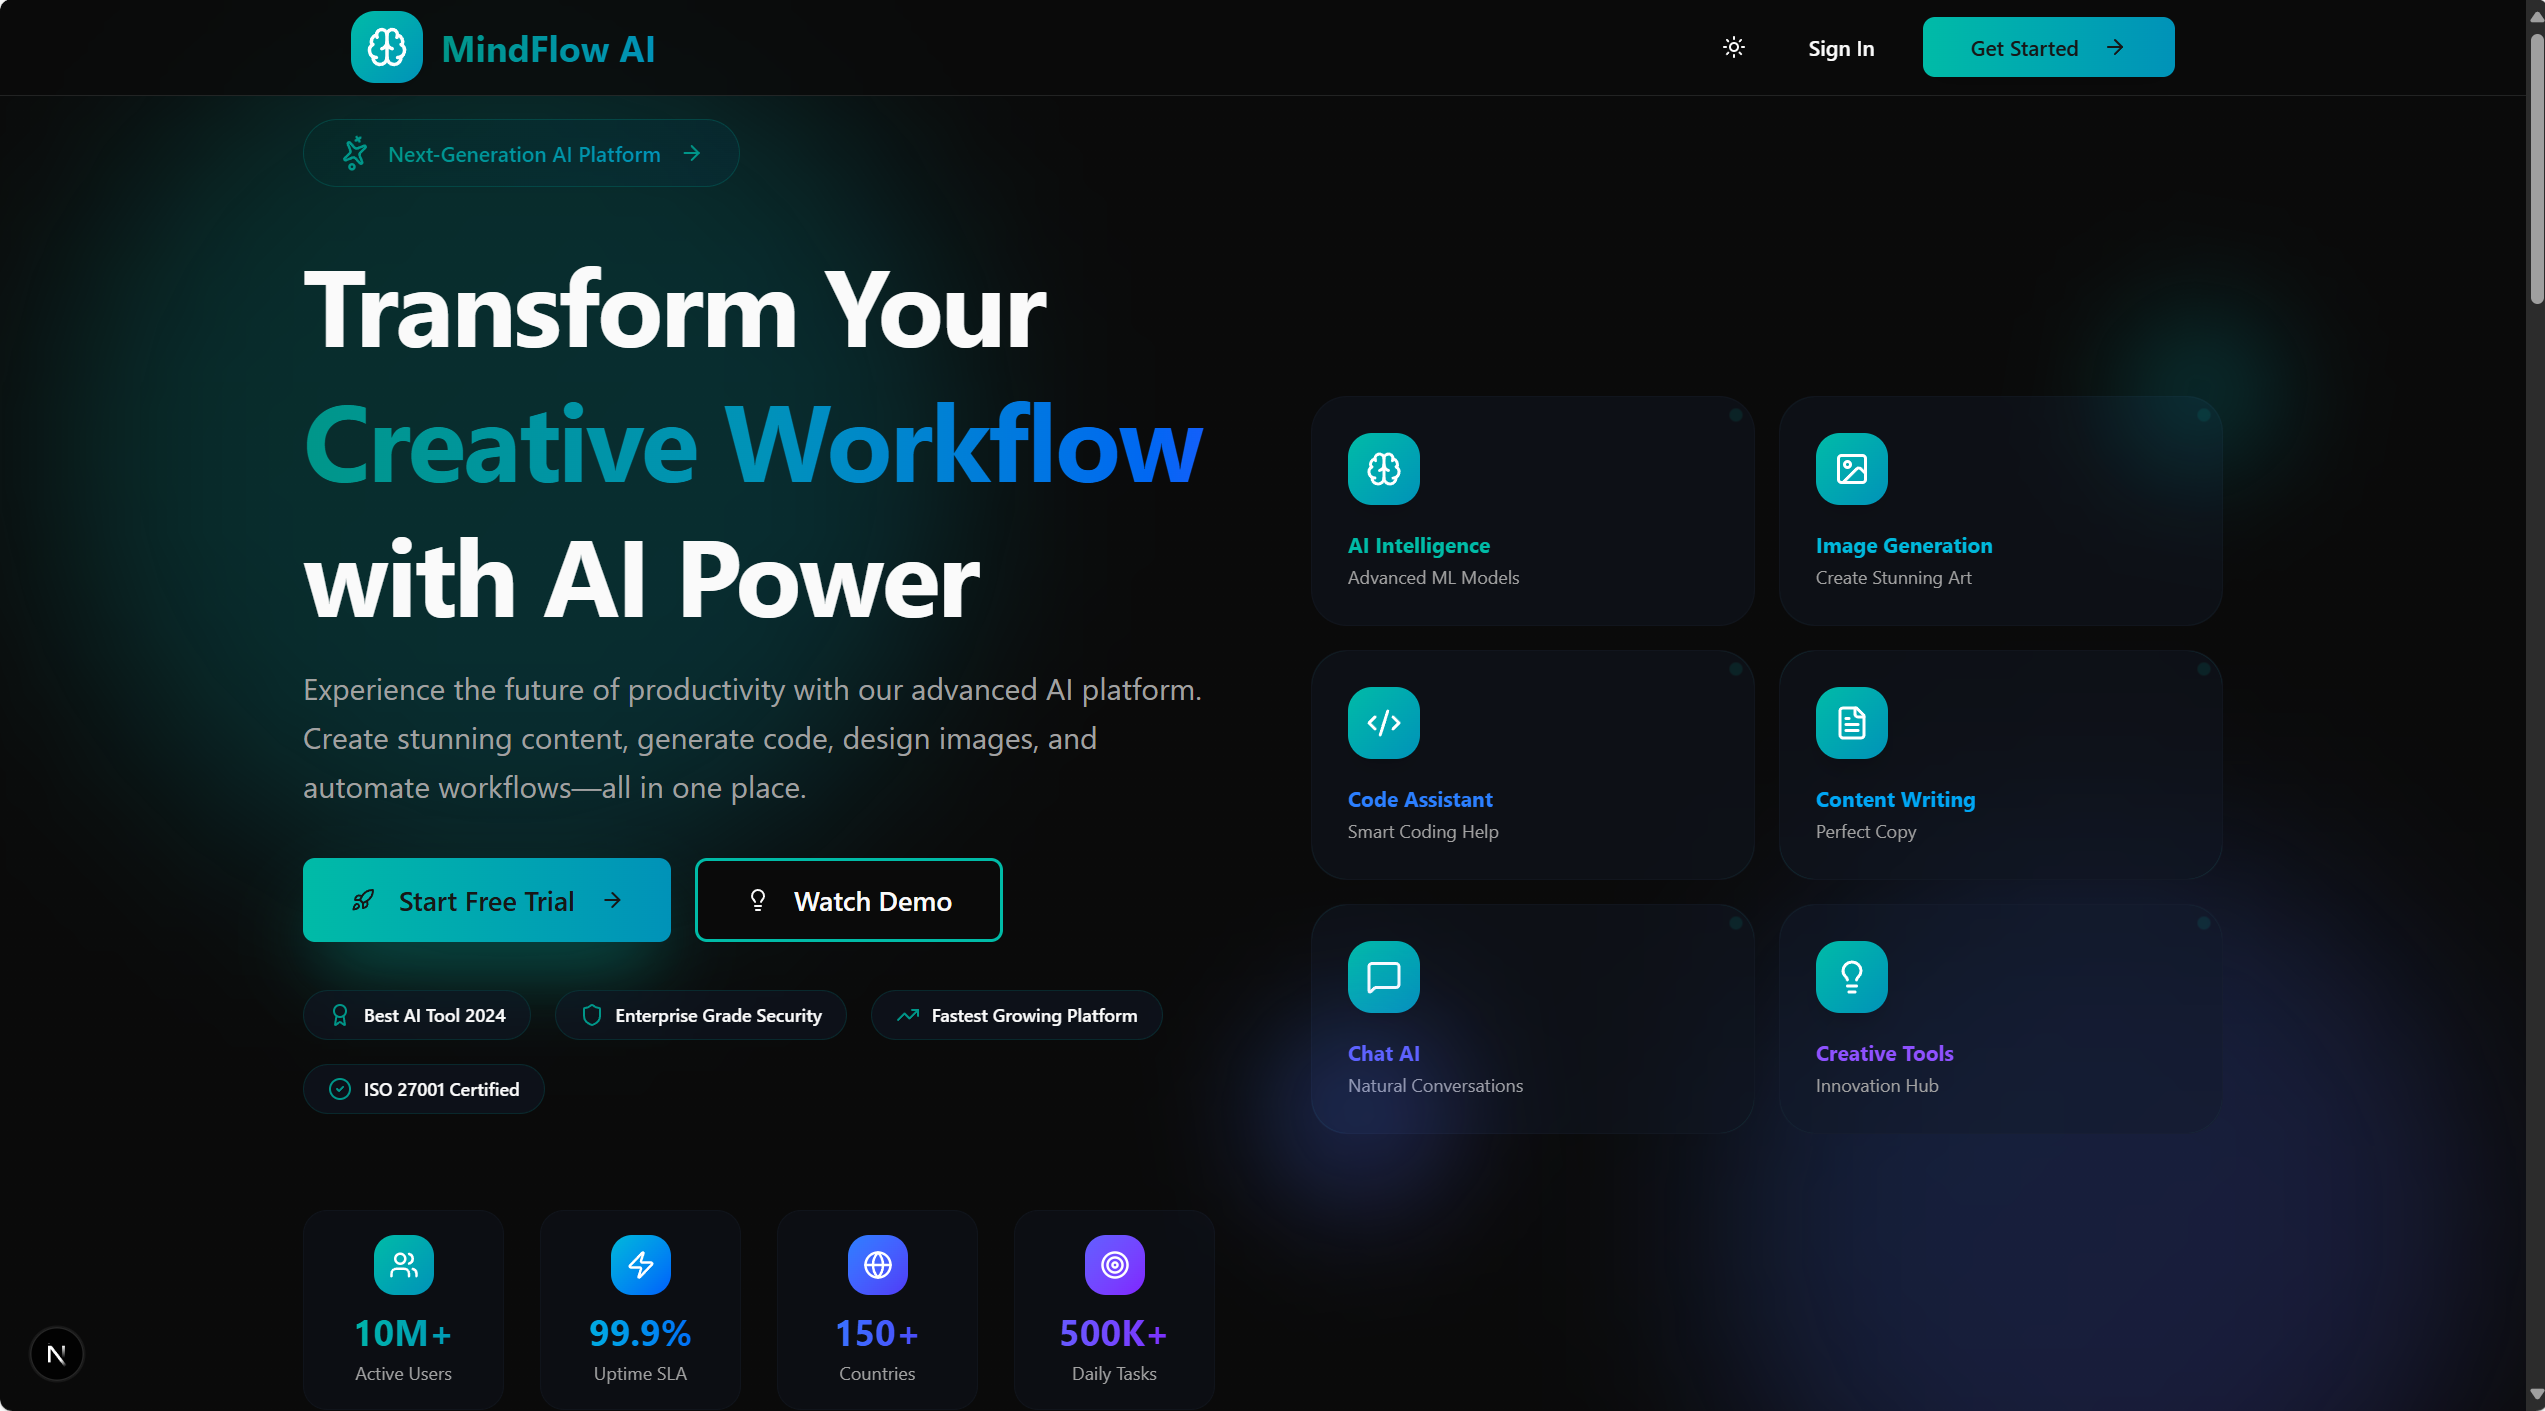 MindFlow AI
Sign In
Get Started
Next-Generation AI Platform
Transform Your
Creative Workflow
with AI Power
Experience the future of productivity with our advanced AI platform.
Create stunning content, generate code, design images, and
automate workflows—all in one place.
Start Free Trial
Watch Demo
Best AI Tool 2024
Enterprise Grade Security
Fastest Growing Platform
ISO 27001 Certified
AI Intelligence
Advanced ML Models
Image Generation
Create Stunning Art
Code Assistant
Smart Coding Help
Content Writing
Perfect Copy
Chat AI
Natural Conversations
Creative Tools
Innovation Hub
10M+
Active Users
99.9%
Uptime SLA
150+
Countries
500K+
Daily Tasks
N